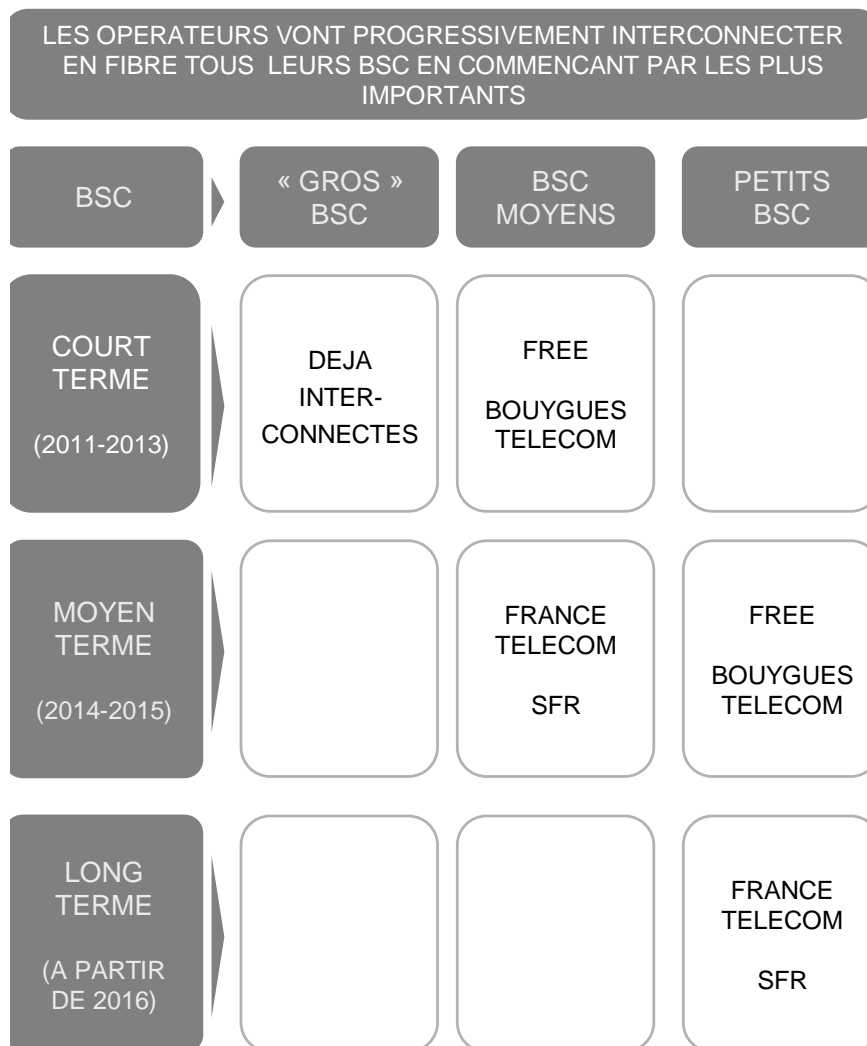 LES OPERATEURS VONT PROGRESSIVEMENT INTERCONNECTER
EN FIBRE TOUS LEURS BSC EN COMMENCANT PAR LES PLUS
IMPORTANTS
BSC
« GROS »
BSC
BSC
MOYENS
PETITS
BSC
COURT
TERME
(2011-2013)
DEJA
INTER-
CONNECTES
FREE
BOUYGUES
TELECOM
MOYEN
TERME
(2014-2015)
FRANCE
TELECOM
SFR
FREE
BOUYGUES
TELECOM
LONG
TERME
(A PARTIR
DE 2016)
FRANCE
TELECOM
SFR